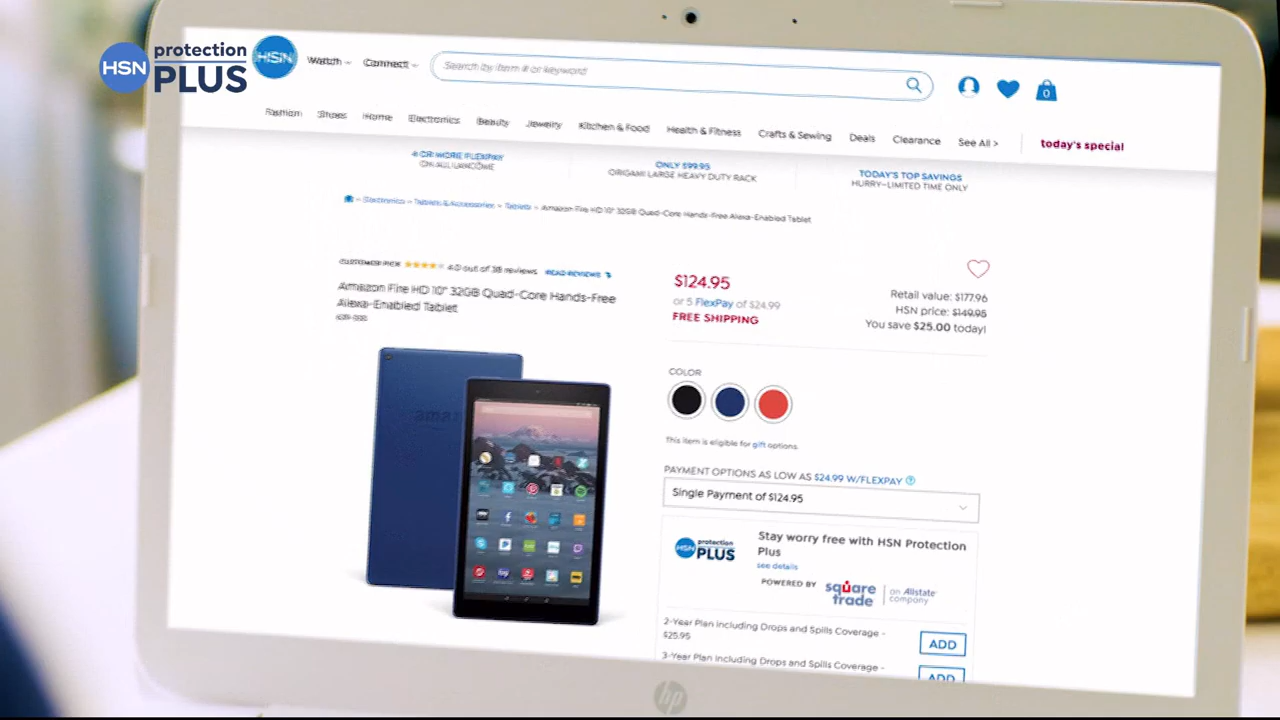 HSN protection PLUS
HSN Watch Connect Search by item # or keyword
0
Fashion Shoes Home Electronics Beauty Jewelry Kitchen & Food Health & Fitness Crafts & Sewing Deals Clearance See All > today's special
4 OR MORE FLEXPAY
ON ALL LANCOME
ONLY $99.95
ORIGAMI LARGE HEAVY DUTY RACK
TODAY'S TOP SAVINGS
HURRY–LIMITED TIME ONLY
Electronics Tablets & Accessories Tablets Amazon Fire HD 10" 32GB Quad-Core Hands-Free Alexa-Enabled Tablet
CUSTOMER PICK 4.0 out of 38 reviews READ REVIEWS
Amazon Fire HD 10" 32GB Quad-Core Hands-Free
Alexa-Enabled Tablet
$124.95
or 5 FlexPay of $24.99
FREE SHIPPING
Retail value: $177.96
HSN price: $149.95
You save $25.00 today!
COLOR
This item is eligible for gift options.
PAYMENT OPTIONS AS LOW AS $24.99 W/FLEXPAY
Single Payment of $124.95
HSN protection PLUS
Stay worry free with HSN Protection
Plus
see details
POWERED BY square trade an Allstate company
2-Year Plan Including Drops and Spills Coverage -
$25.95
ADD
3-Year Plan Including Drops and Spills Coverage -
ADD
hp